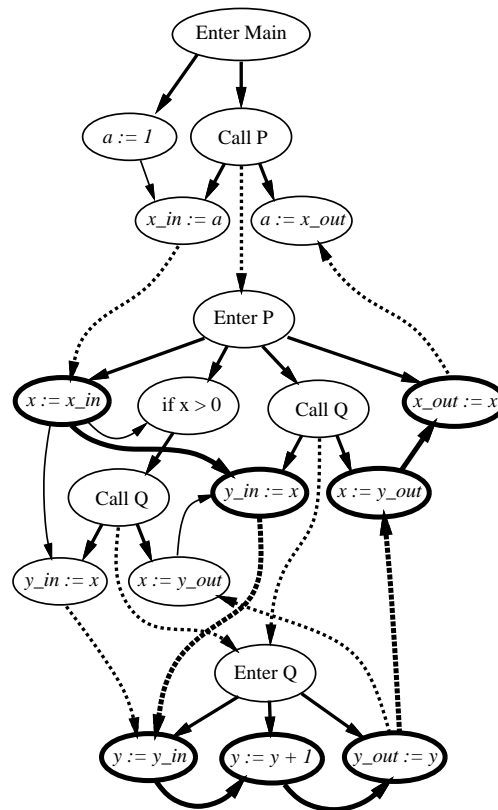 Enter Main
a := 1
Call P
x_in := a
a := x_out
Enter P
x := x_in
if x > 0
Call Q
x_out := x
Call Q
y_in := x
x := y_out
y_in := x
x := y_out
Enter Q
y := y_in
y := y + 1
y_out := y